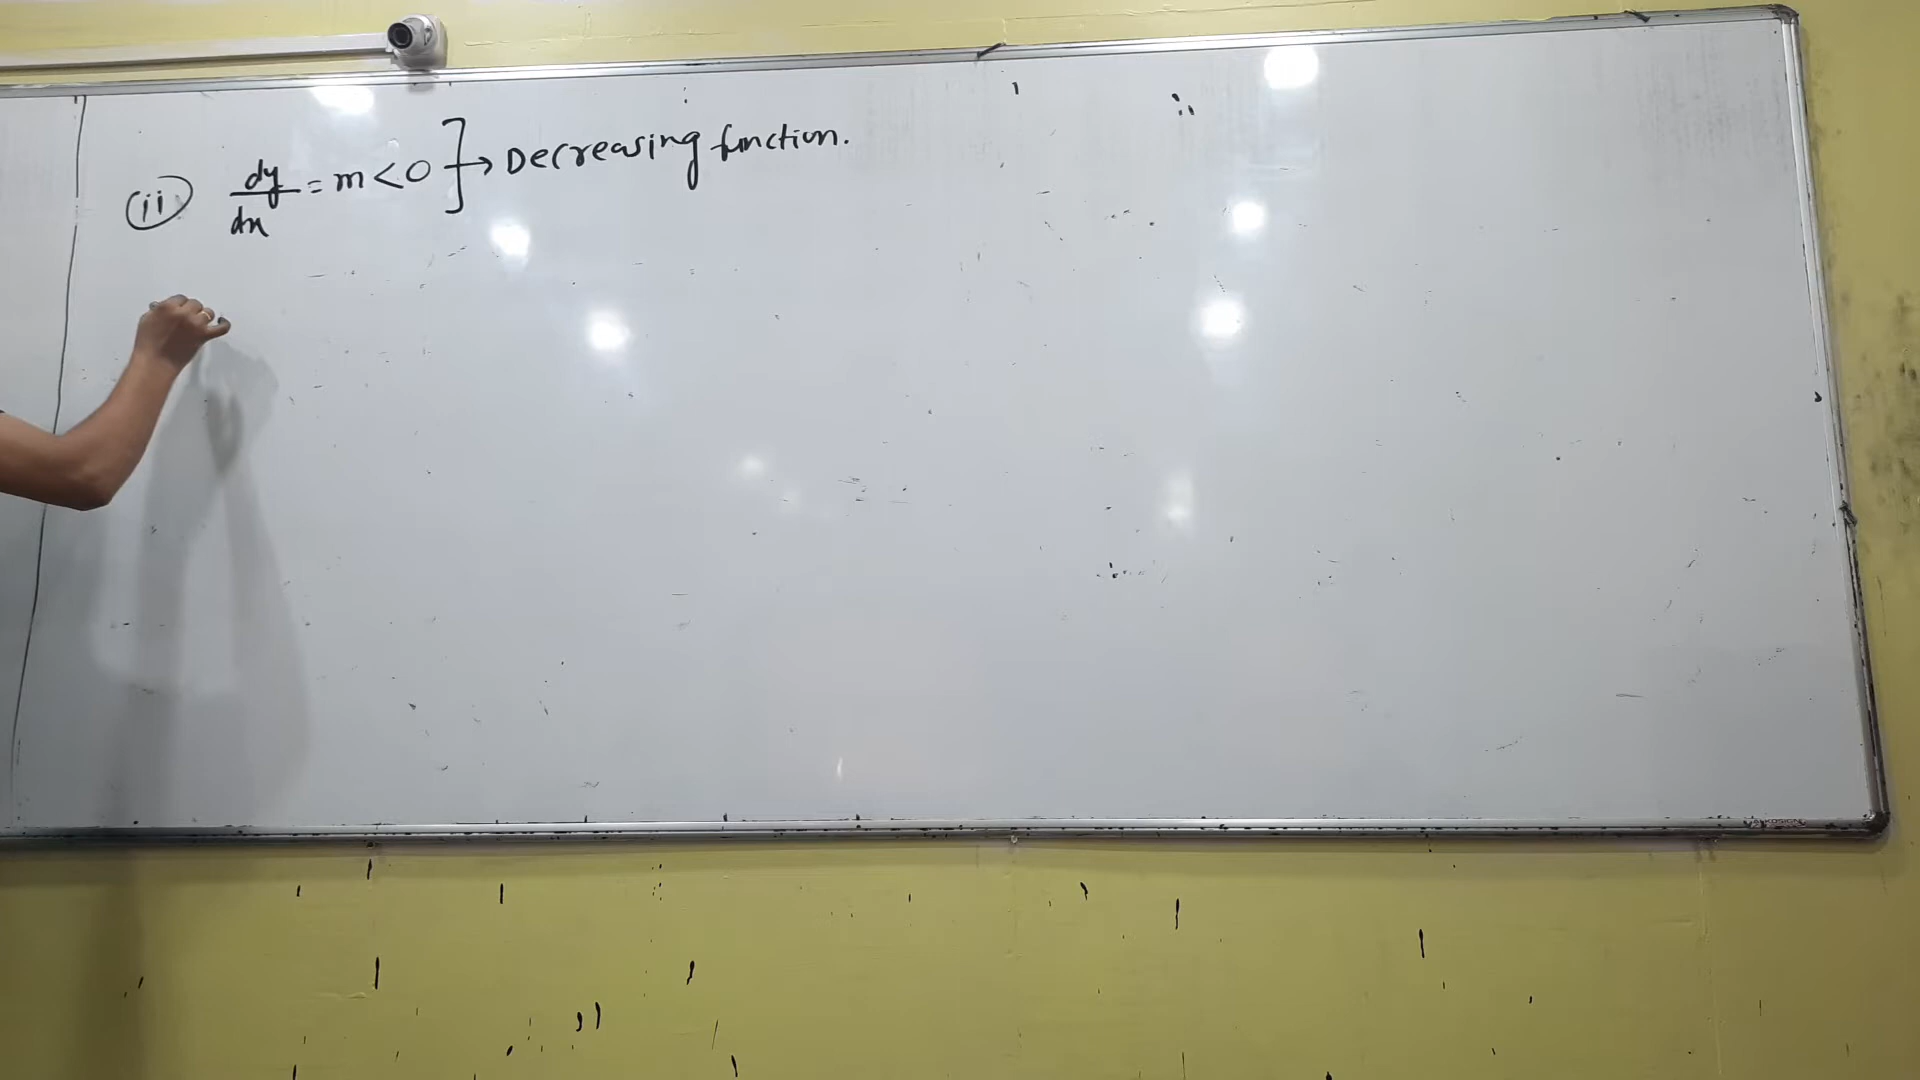 (ii) dy/dx = m < 0 ] → Decreasing function.